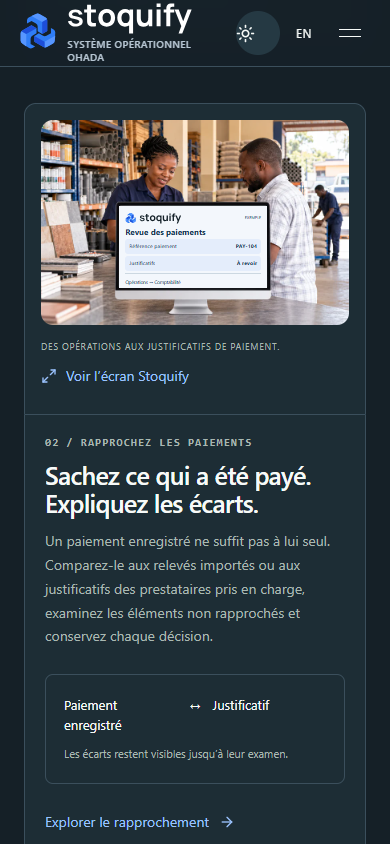 stoquify
SYSTÈME OPÉRATIONNEL
OHADA
EN
stoquify
Revue des paiements
Référence paiement PAY-104
Justificatifs À revoir
Opérations ↔ Comptabilité
DES OPÉRATIONS AUX JUSTIFICATIFS DE PAIEMENT.
Voir l’écran Stoquify
02 / RAPPROCHEZ LES PAIEMENTS
Sachez ce qui a été payé.
Expliquez les écarts.
Un paiement enregistré ne suffit pas à lui seul.
Comparez-le aux relevés importés ou aux
justificatifs des prestataires pris en charge,
examinez les éléments non rapprochés et
conservez chaque décision.
Paiement ↔ Justificatif
enregistré
Les écarts restent visibles jusqu’à leur examen.
Explorer le rapprochement →